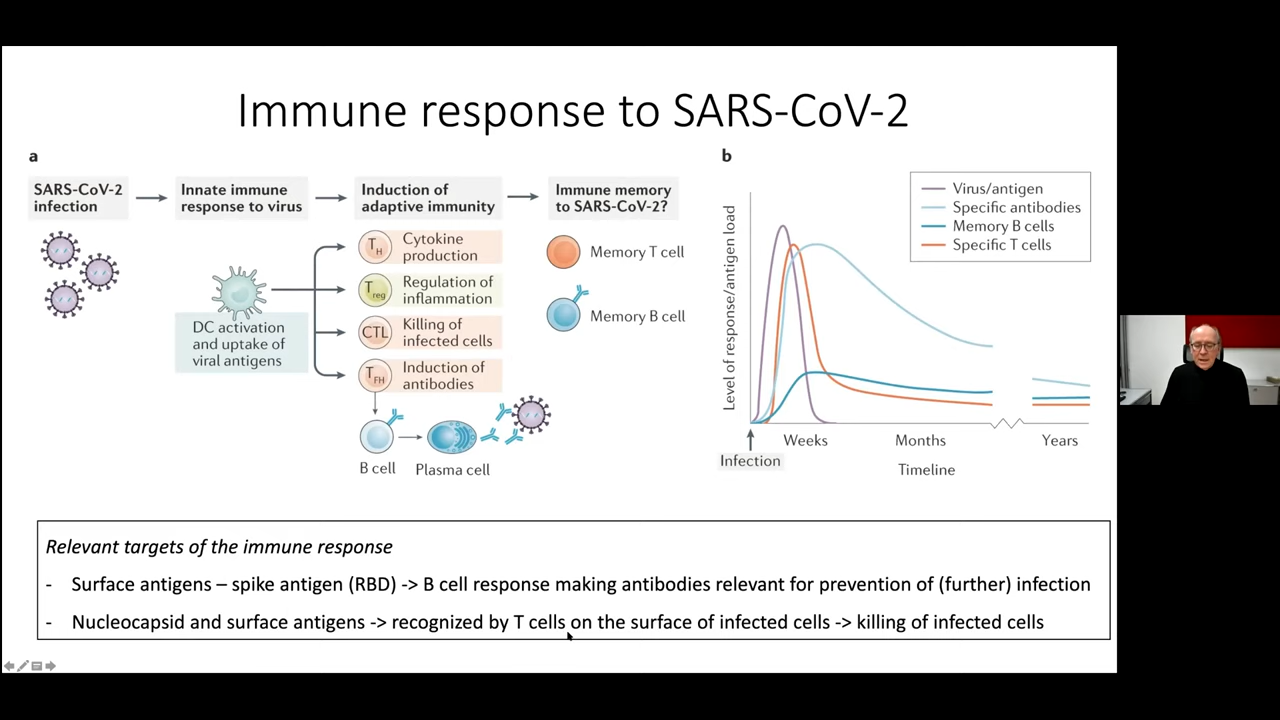 Immune response to SARS-CoV-2
a
SARS-CoV-2
infection
Innate immune
response to virus
Induction of
adaptive immunity
Immune memory
to SARS-CoV-2?
DC activation
and uptake of
viral antigens
TH
Cytokine
production
Treg
Regulation of
inflammation
CTL
Killing of
infected cells
TFH
Induction of
antibodies
B cell
Plasma cell
Memory T cell
Memory B cell
b
Virus/antigen
Specific antibodies
Memory B cells
Specific T cells
Level of response/antigen load
Weeks
Months
Years
Infection
Timeline
Relevant targets of the immune response
- Surface antigens – spike antigen (RBD) -> B cell response making antibodies relevant for prevention of (further) infection
- Nucleocapsid and surface antigens -> recognized by T cells on the surface of infected cells -> killing of infected cells